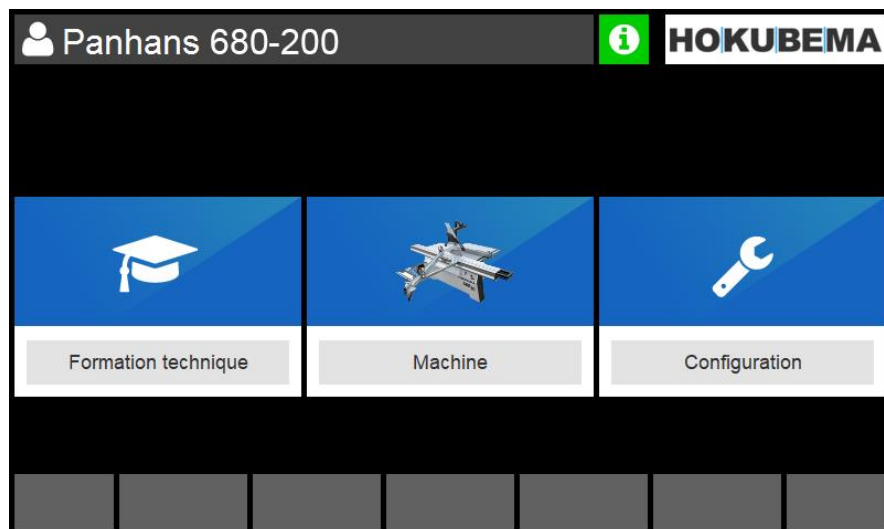 Panhans 680-200
HOKUBEMA
Formation technique
Machine
Configuration